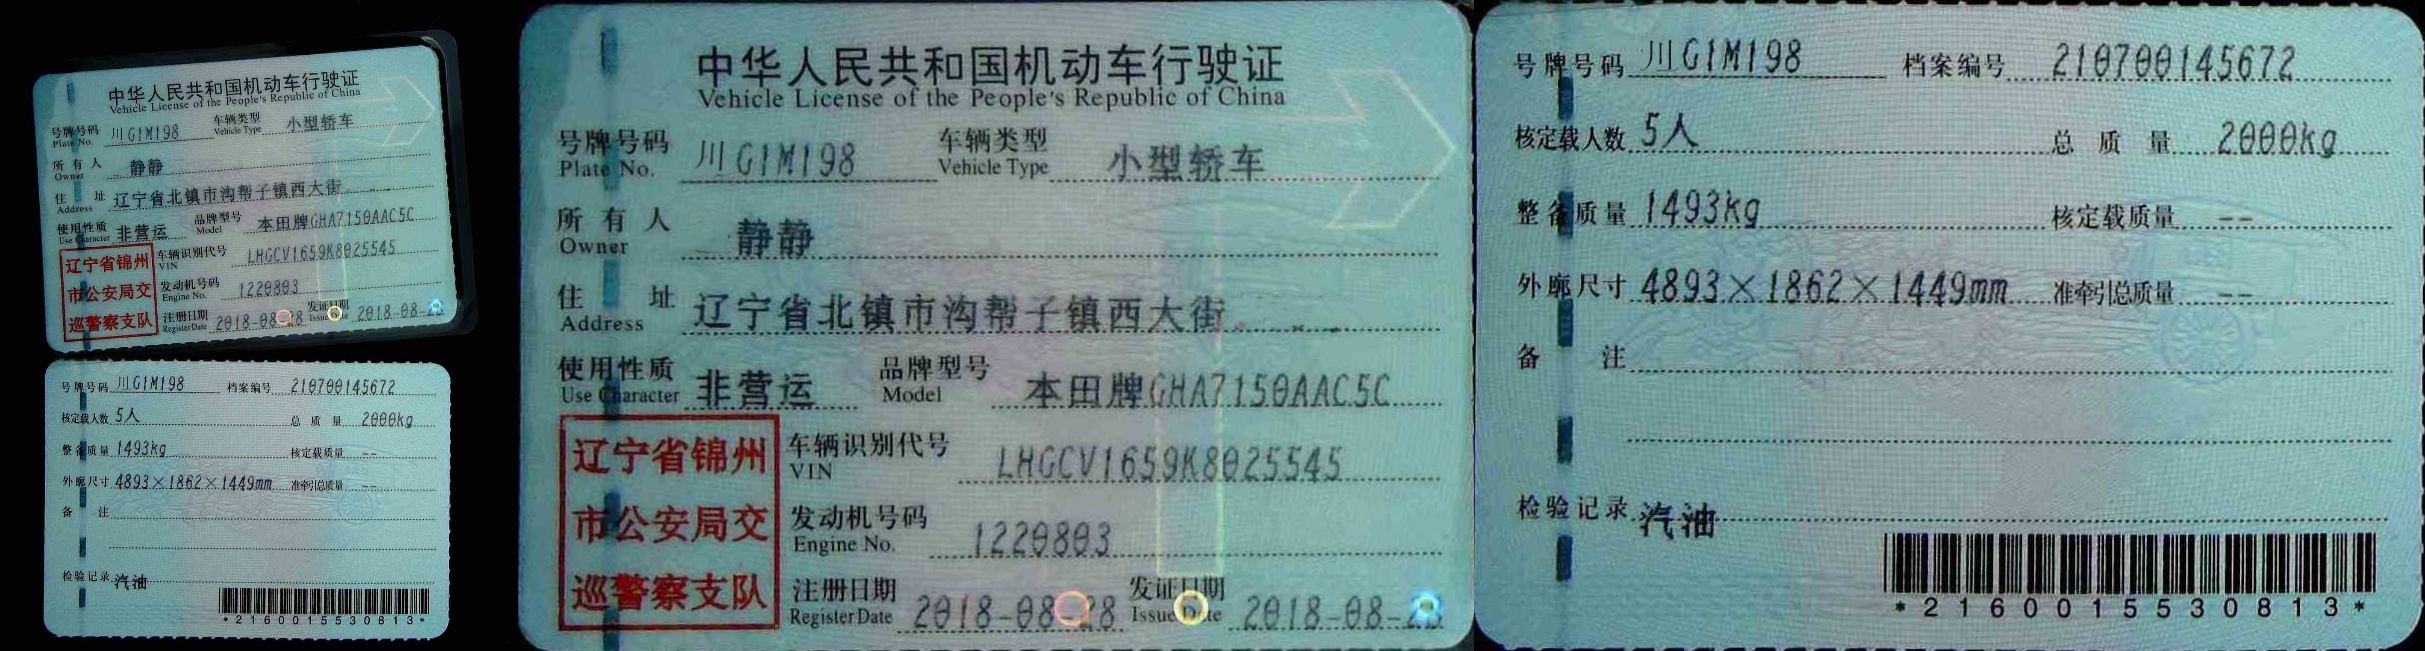 中华人民共和国机动车行驶证
Vehicle License of the People's Republic of China
号牌号码 川G1M198 车辆类型 小型轿车
Plate No. Vehicle Type
所有人 静静
Owner
住址 辽宁省北镇市沟帮子镇西大街
Address
使用性质 非营运 品牌型号 本田牌GHA7150AAC5C
Use Character Model
辽宁省锦州 车辆识别代号 LHGCV1659K8025545
VIN
市公安局交 发动机号码 1220803
Engine No.
巡警察支队 注册日期 2018-08-28 发证日期 2018-08-28
Register Date Issue Date
号牌号码 川G1M198 档案编号 210700145672
核定载人数 5人 总质量 2000kg
整备质量 1493kg 核定载质量 --
外廓尺寸 4893×1862×1449mm 准牵引总质量 --
备注
检验记录 汽油
*2160015530813*
中华人民共和国机动车行驶证
Vehicle License of the People's Republic of China
号牌号码 川G1M198 车辆类型 小型轿车
Plate No. Vehicle Type
所有人 静静
Owner
住址 辽宁省北镇市沟帮子镇西大街
Address
使用性质 非营运 品牌型号 本田牌GHA7150AAC5C
Use Character Model
辽宁省锦州 车辆识别代号 LHGCV1659K8025545
VIN
市公安局交 发动机号码 1220803
Engine No.
巡警察支队 注册日期 2018-08-28 发证日期 2018-08-28
Register Date Issue Date
号牌号码 川G1M198 档案编号 210700145672
核定载人数 5人 总质量 2000kg
整备质量 1493kg 核定载质量 --
外廓尺寸 4893×1862×1449mm 准牵引总质量 --
备注
检验记录 汽油
*2160015530813*